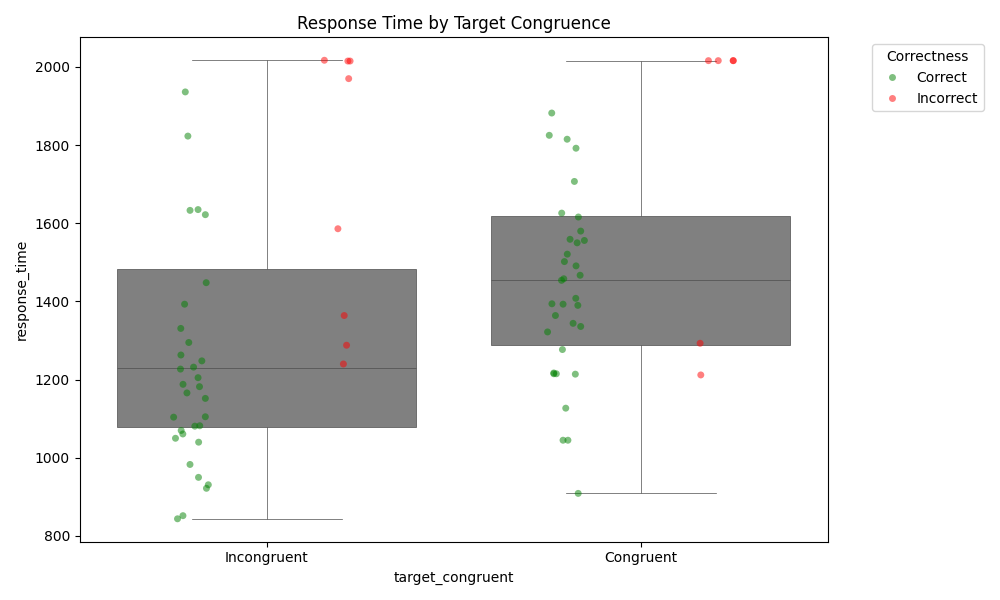 Response Time by Target Congruence
Correctness
Correct
Incorrect
response_time
2000
1800
1600
1400
1200
1000
800
Incongruent
Congruent
target_congruent